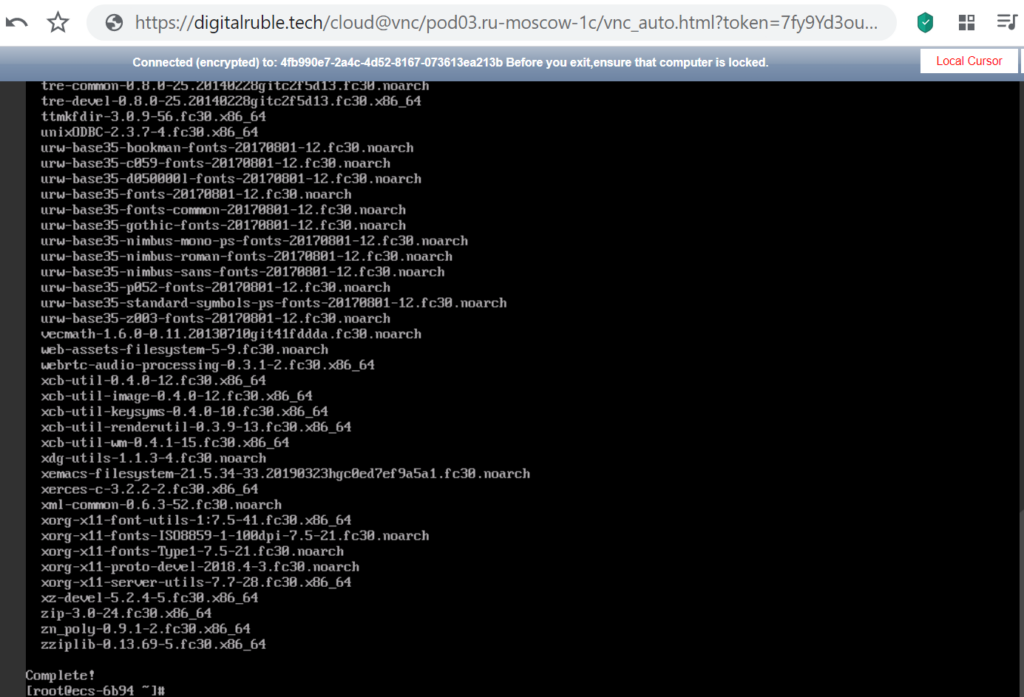 https://digitalruble.tech/cloud@vnc/pod03.ru-moscow-1c/vnc_auto.html?token=7fy9Yd3ou...
Connected (encrypted) to: 4fb990e7-2a4c-4d52-8167-073613ea213b Before you exit,ensure that computer is locked.
Local Cursor
tre-common-0.8.0-25.20140228gitc2f5d13.fc30.noarch
tre-devel-0.8.0-25.20140228gitc2f5d13.fc30.x86_64
ttmkfdir-3.0.9-56.fc30.x86_64
unixODBC-2.3.7-4.fc30.x86_64
urw-base35-bookman-fonts-20170801-12.fc30.noarch
urw-base35-c059-fonts-20170801-12.fc30.noarch
urw-base35-d050000l-fonts-20170801-12.fc30.noarch
urw-base35-fonts-20170801-12.fc30.noarch
urw-base35-fonts-common-20170801-12.fc30.noarch
urw-base35-gothic-fonts-20170801-12.fc30.noarch
urw-base35-nimbus-mono-ps-fonts-20170801-12.fc30.noarch
urw-base35-nimbus-roman-fonts-20170801-12.fc30.noarch
urw-base35-nimbus-sans-fonts-20170801-12.fc30.noarch
urw-base35-p052-fonts-20170801-12.fc30.noarch
urw-base35-standard-symbols-ps-fonts-20170801-12.fc30.noarch
urw-base35-z003-fonts-20170801-12.fc30.noarch
vecmath-1.6.0-0.11.20130710git41fddda.fc30.noarch
web-assets-filesystem-5-9.fc30.noarch
webrtc-audio-processing-0.3.1-2.fc30.x86_64
xcb-util-0.4.0-12.fc30.x86_64
xcb-util-image-0.4.0-12.fc30.x86_64
xcb-util-keysyms-0.4.0-10.fc30.x86_64
xcb-util-renderutil-0.3.9-13.fc30.x86_64
xcb-util-wm-0.4.1-15.fc30.x86_64
xdg-utils-1.1.3-4.fc30.noarch
xemacs-filesystem-21.5.34-33.20190323hgc0ed7ef9a5a1.fc30.noarch
xerces-c-3.2.2-2.fc30.x86_64
xml-common-0.6.3-52.fc30.noarch
xorg-x11-font-utils-1:7.5-41.fc30.x86_64
xorg-x11-fonts-ISO8859-1-100dpi-7.5-21.fc30.noarch
xorg-x11-fonts-Type1-7.5-21.fc30.noarch
xorg-x11-proto-devel-2018.4-3.fc30.noarch
xorg-x11-server-utils-7.7-28.fc30.x86_64
xz-devel-5.2.4-5.fc30.x86_64
zip-3.0-24.fc30.x86_64
zn_poly-0.9.1-2.fc30.x86_64
zziplib-0.13.69-5.fc30.x86_64
Complete!
[root@ecs-6b94 ~]#